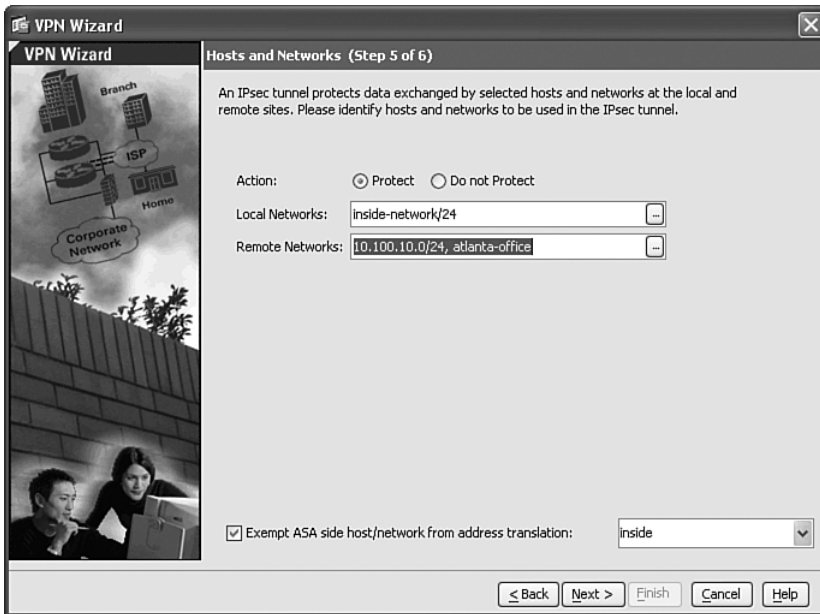 VPN Wizard
VPN Wizard
Hosts and Networks (Step 5 of 6)
Branch
ISP
Home
Corporate
Network
An IPsec tunnel protects data exchanged by selected hosts and networks at the local and
remote sites. Please identify hosts and networks to be used in the IPsec tunnel.
Action: Protect Do not Protect
Local Networks: inside-network/24 ...
Remote Networks: 10.100.10.0/24, atlanta-office ...
Exempt ASA side host/network from address translation: inside
< Back Next > Finish Cancel Help